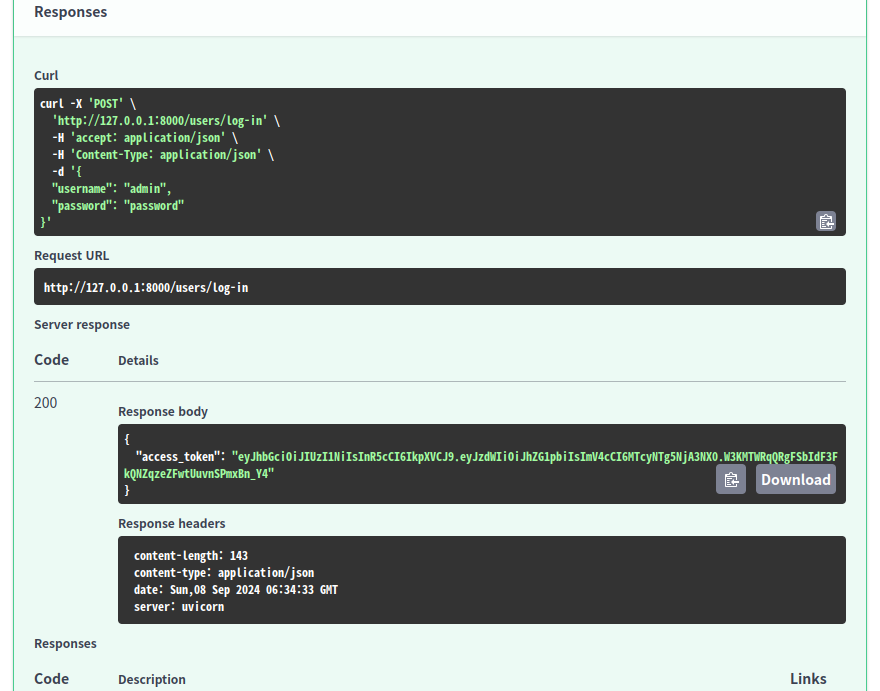 Responses
Curl
curl -X 'POST' \
  'http://127.0.0.1:8000/users/log-in' \
  -H 'accept: application/json' \
  -H 'Content-Type: application/json' \
  -d '{
  "username": "admin",
  "password": "password"
}'
Request URL
http://127.0.0.1:8000/users/log-in
Server response
Code Details
200
Response body
{
  "access_token": "eyJhbGciOiJIUzI1NiIsInR5cCI6IkpXVCJ9.eyJzdWIiOiJhZG1pbiIsImV4cCI6MTcyNTg5NjA3NX0.W3KMTWRqQRgFSbIdF3F
kQNZqzeZFwtUuvnSPmxBn_Y4"
}
Download
Response headers
content-length: 143
content-type: application/json
date: Sun,08 Sep 2024 06:34:33 GMT
server: uvicorn
Responses
Code Description Links